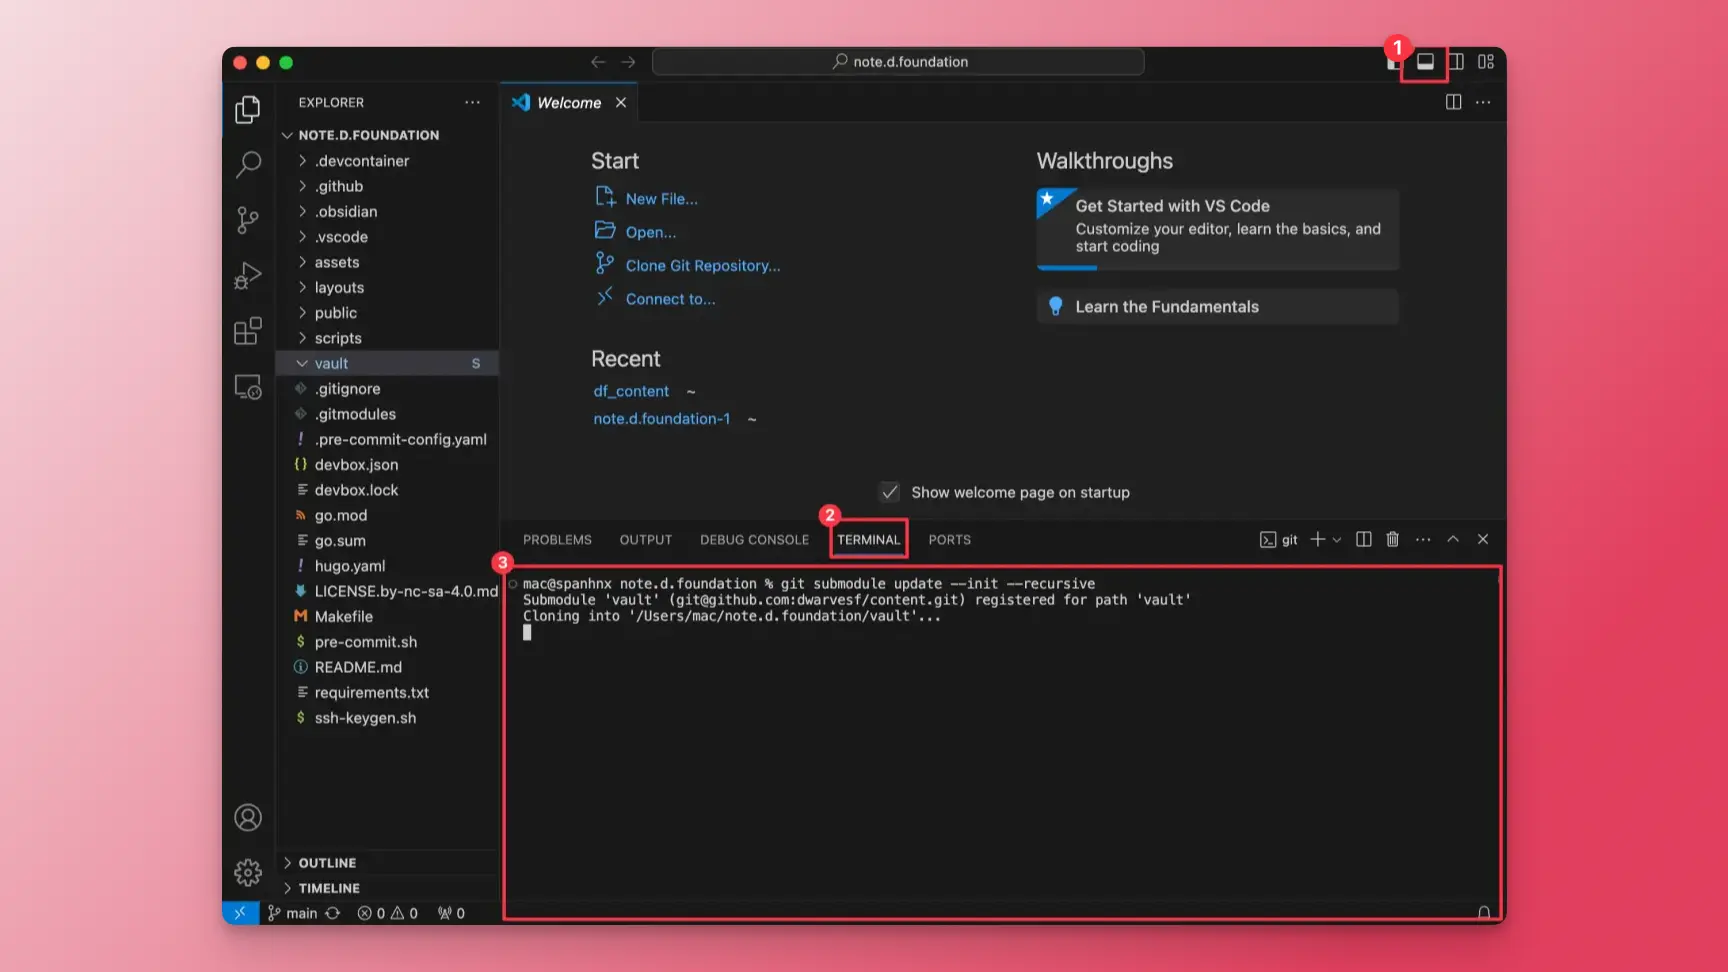 note.d.foundation
1
EXPLORER
Welcome
NOTE.D.FOUNDATION
.devcontainer
.github
.obsidian
.vscode
assets
layouts
public
scripts
vault S
.gitignore
.gitmodules
! .pre-commit-config.yaml
{} devbox.json
devbox.lock
go.mod
go.sum
! hugo.yaml
LICENSE.by-nc-sa-4.0.md
M Makefile
$ pre-commit.sh
README.md
requirements.txt
$ ssh-keygen.sh
OUTLINE
TIMELINE
Start
New File...
Open...
Clone Git Repository...
Connect to...
Recent
df_content ~
note.d.foundation-1 ~
Walkthroughs
Get Started with VS Code
Customize your editor, learn the basics, and
start coding
Learn the Fundamentals
Show welcome page on startup
2
PROBLEMS OUTPUT DEBUG CONSOLE TERMINAL PORTS git
3
mac@spanhnx note.d.foundation % git submodule update --init --recursive
Submodule 'vault' (git@github.com:dwarvesf/content.git) registered for path 'vault'
Cloning into '/Users/mac/note.d.foundation/vault'...
main 0 0 0